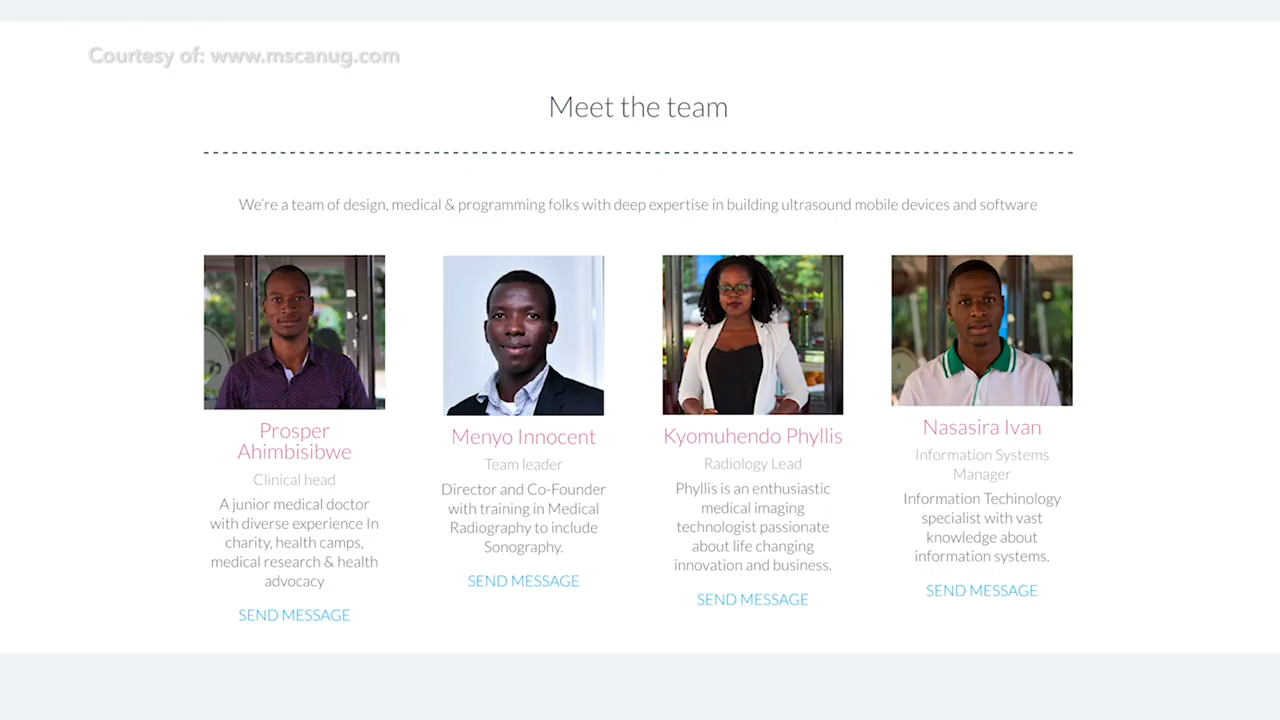 Courtesy of: www.mscanug.com
Meet the team
We're a team of design, medical & programming folks with deep expertise in building ultrasound mobile devices and software
Prosper
Ahimbisibwe
Clinical head
A junior medical doctor
with diverse experience In
charity, health camps,
medical research & health
advocacy
SEND MESSAGE
Menyo Innocent
Team leader
Director and Co-Founder
with training in Medical
Radiography to include
Sonography.
SEND MESSAGE
Kyomuhendo Phyllis
Radiology Lead
Phyllis is an enthusiastic
medical imaging
technologist passionate
about life changing
innovation and business.
SEND MESSAGE
Nasasira Ivan
Information Systems
Manager
Information Techinology
specialist with vast
knowledge about
information systems.
SEND MESSAGE